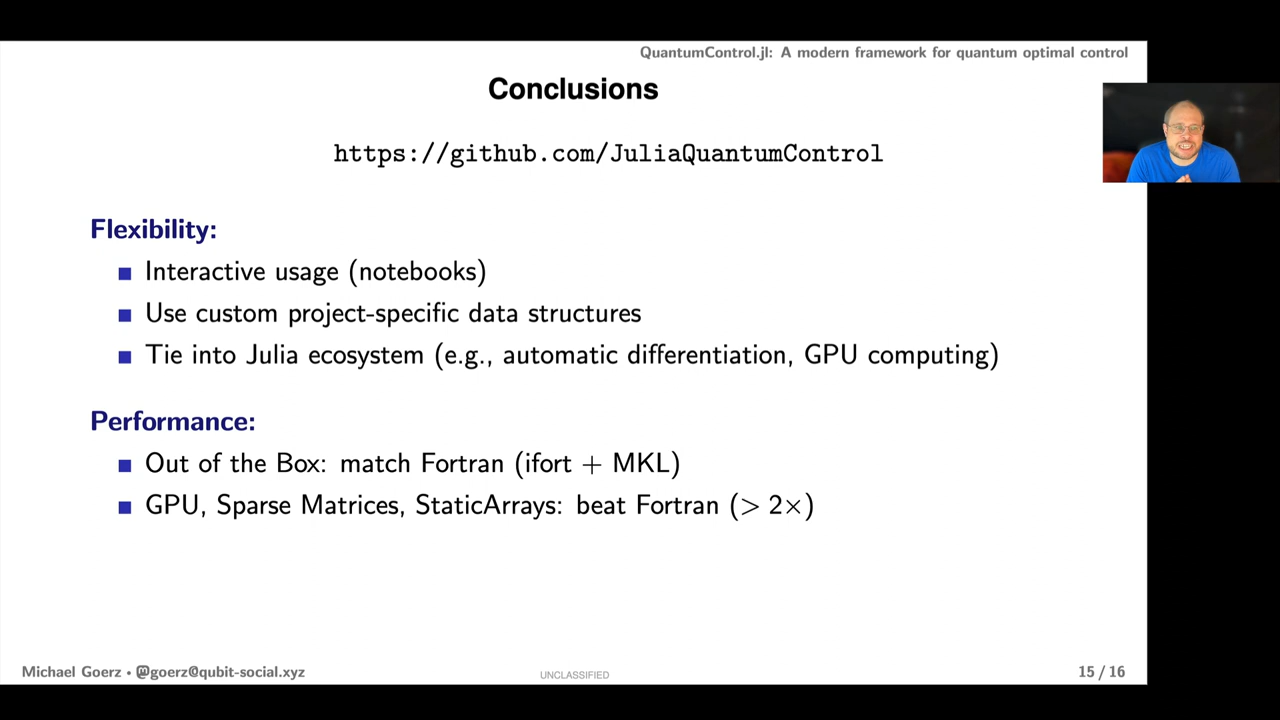 QuantumControl.jl: A modern framework for quantum optimal control
Conclusions
https://github.com/JuliaQuantumControl
Flexibility:
■ Interactive usage (notebooks)
■ Use custom project-specific data structures
■ Tie into Julia ecosystem (e.g., automatic differentiation, GPU computing)
Performance:
■ Out of the Box: match Fortran (ifort + MKL)
■ GPU, Sparse Matrices, StaticArrays: beat Fortran (> 2×)
Michael Goerz • @goerz@qubit-social.xyz
UNCLASSIFIED
15 / 16